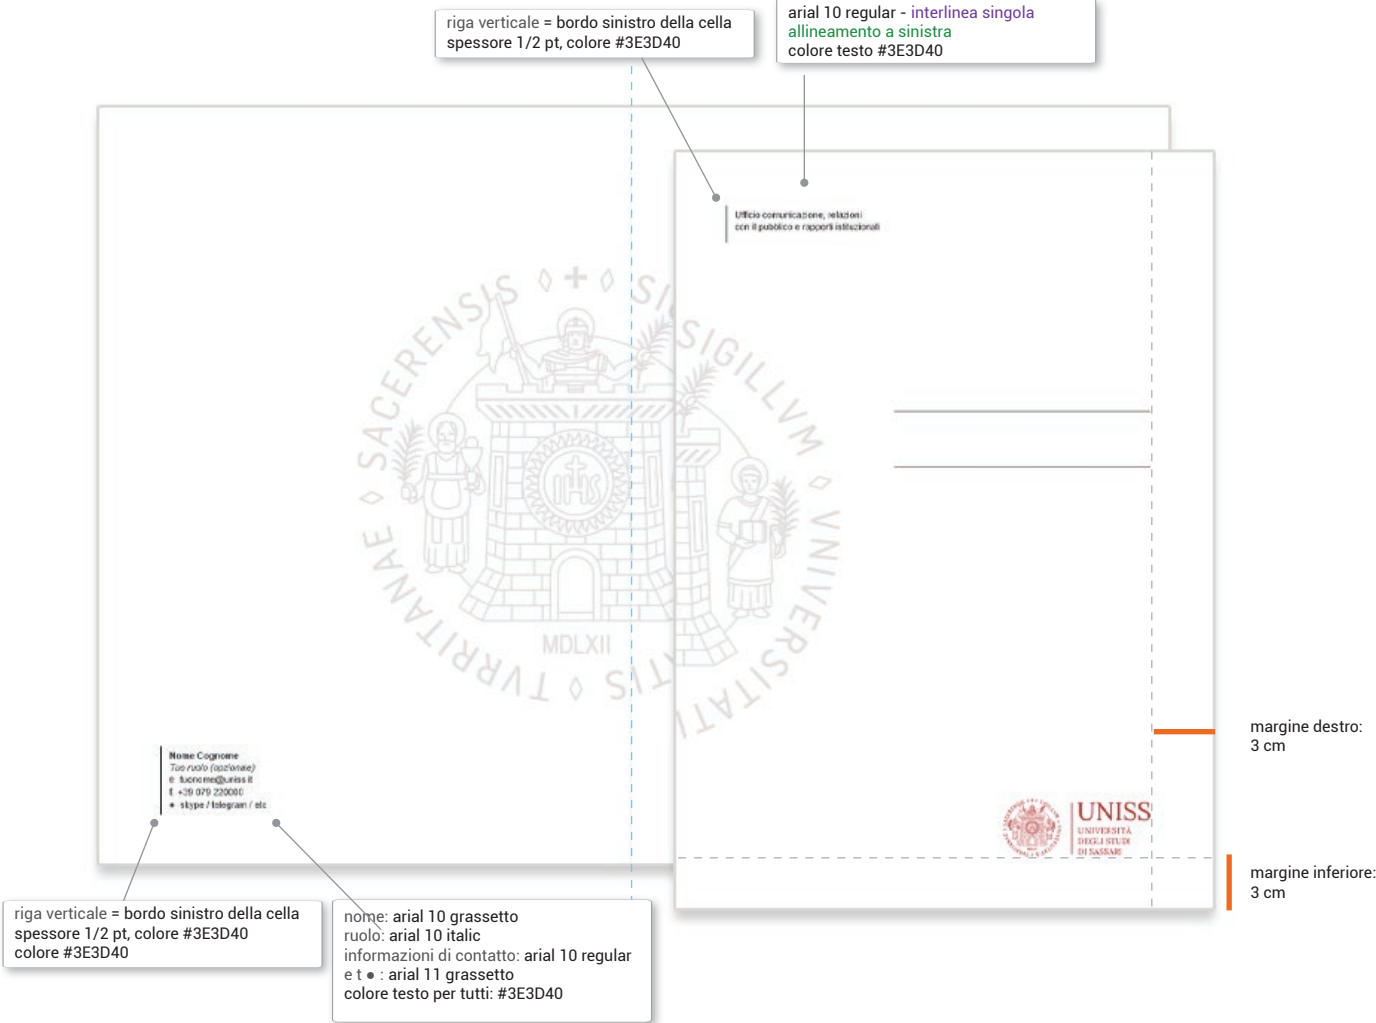 riga verticale = bordo sinistro della cella
spessore 1/2 pt, colore #3E3D40
arial 10 regular - interlinea singola
allineamento a sinistra
colore testo #3E3D40
Ufficio comunicazione, relazioni
con il pubblico e rapporti istituzionali
SIGILLVM ◊ VNIVERSITATIS ◊ TVRRITANAE ◊ SACERENSIS ◊
IHS
MDLXII
Nome Cognome
Tuo ruolo (opzionale)
e tuonome@uniss.it
t +39 079 220000
● skype / telegram / etc
UNISS
UNIVERSITÀ
DEGLI STUDI
DI SASSARI
margine destro:
3 cm
margine inferiore:
3 cm
riga verticale = bordo sinistro della cella
spessore 1/2 pt, colore #3E3D40
colore #3E3D40
nome: arial 10 grassetto
ruolo: arial 10 italic
informazioni di contatto: arial 10 regular
e t ● : arial 11 grassetto
colore testo per tutti: #3E3D40